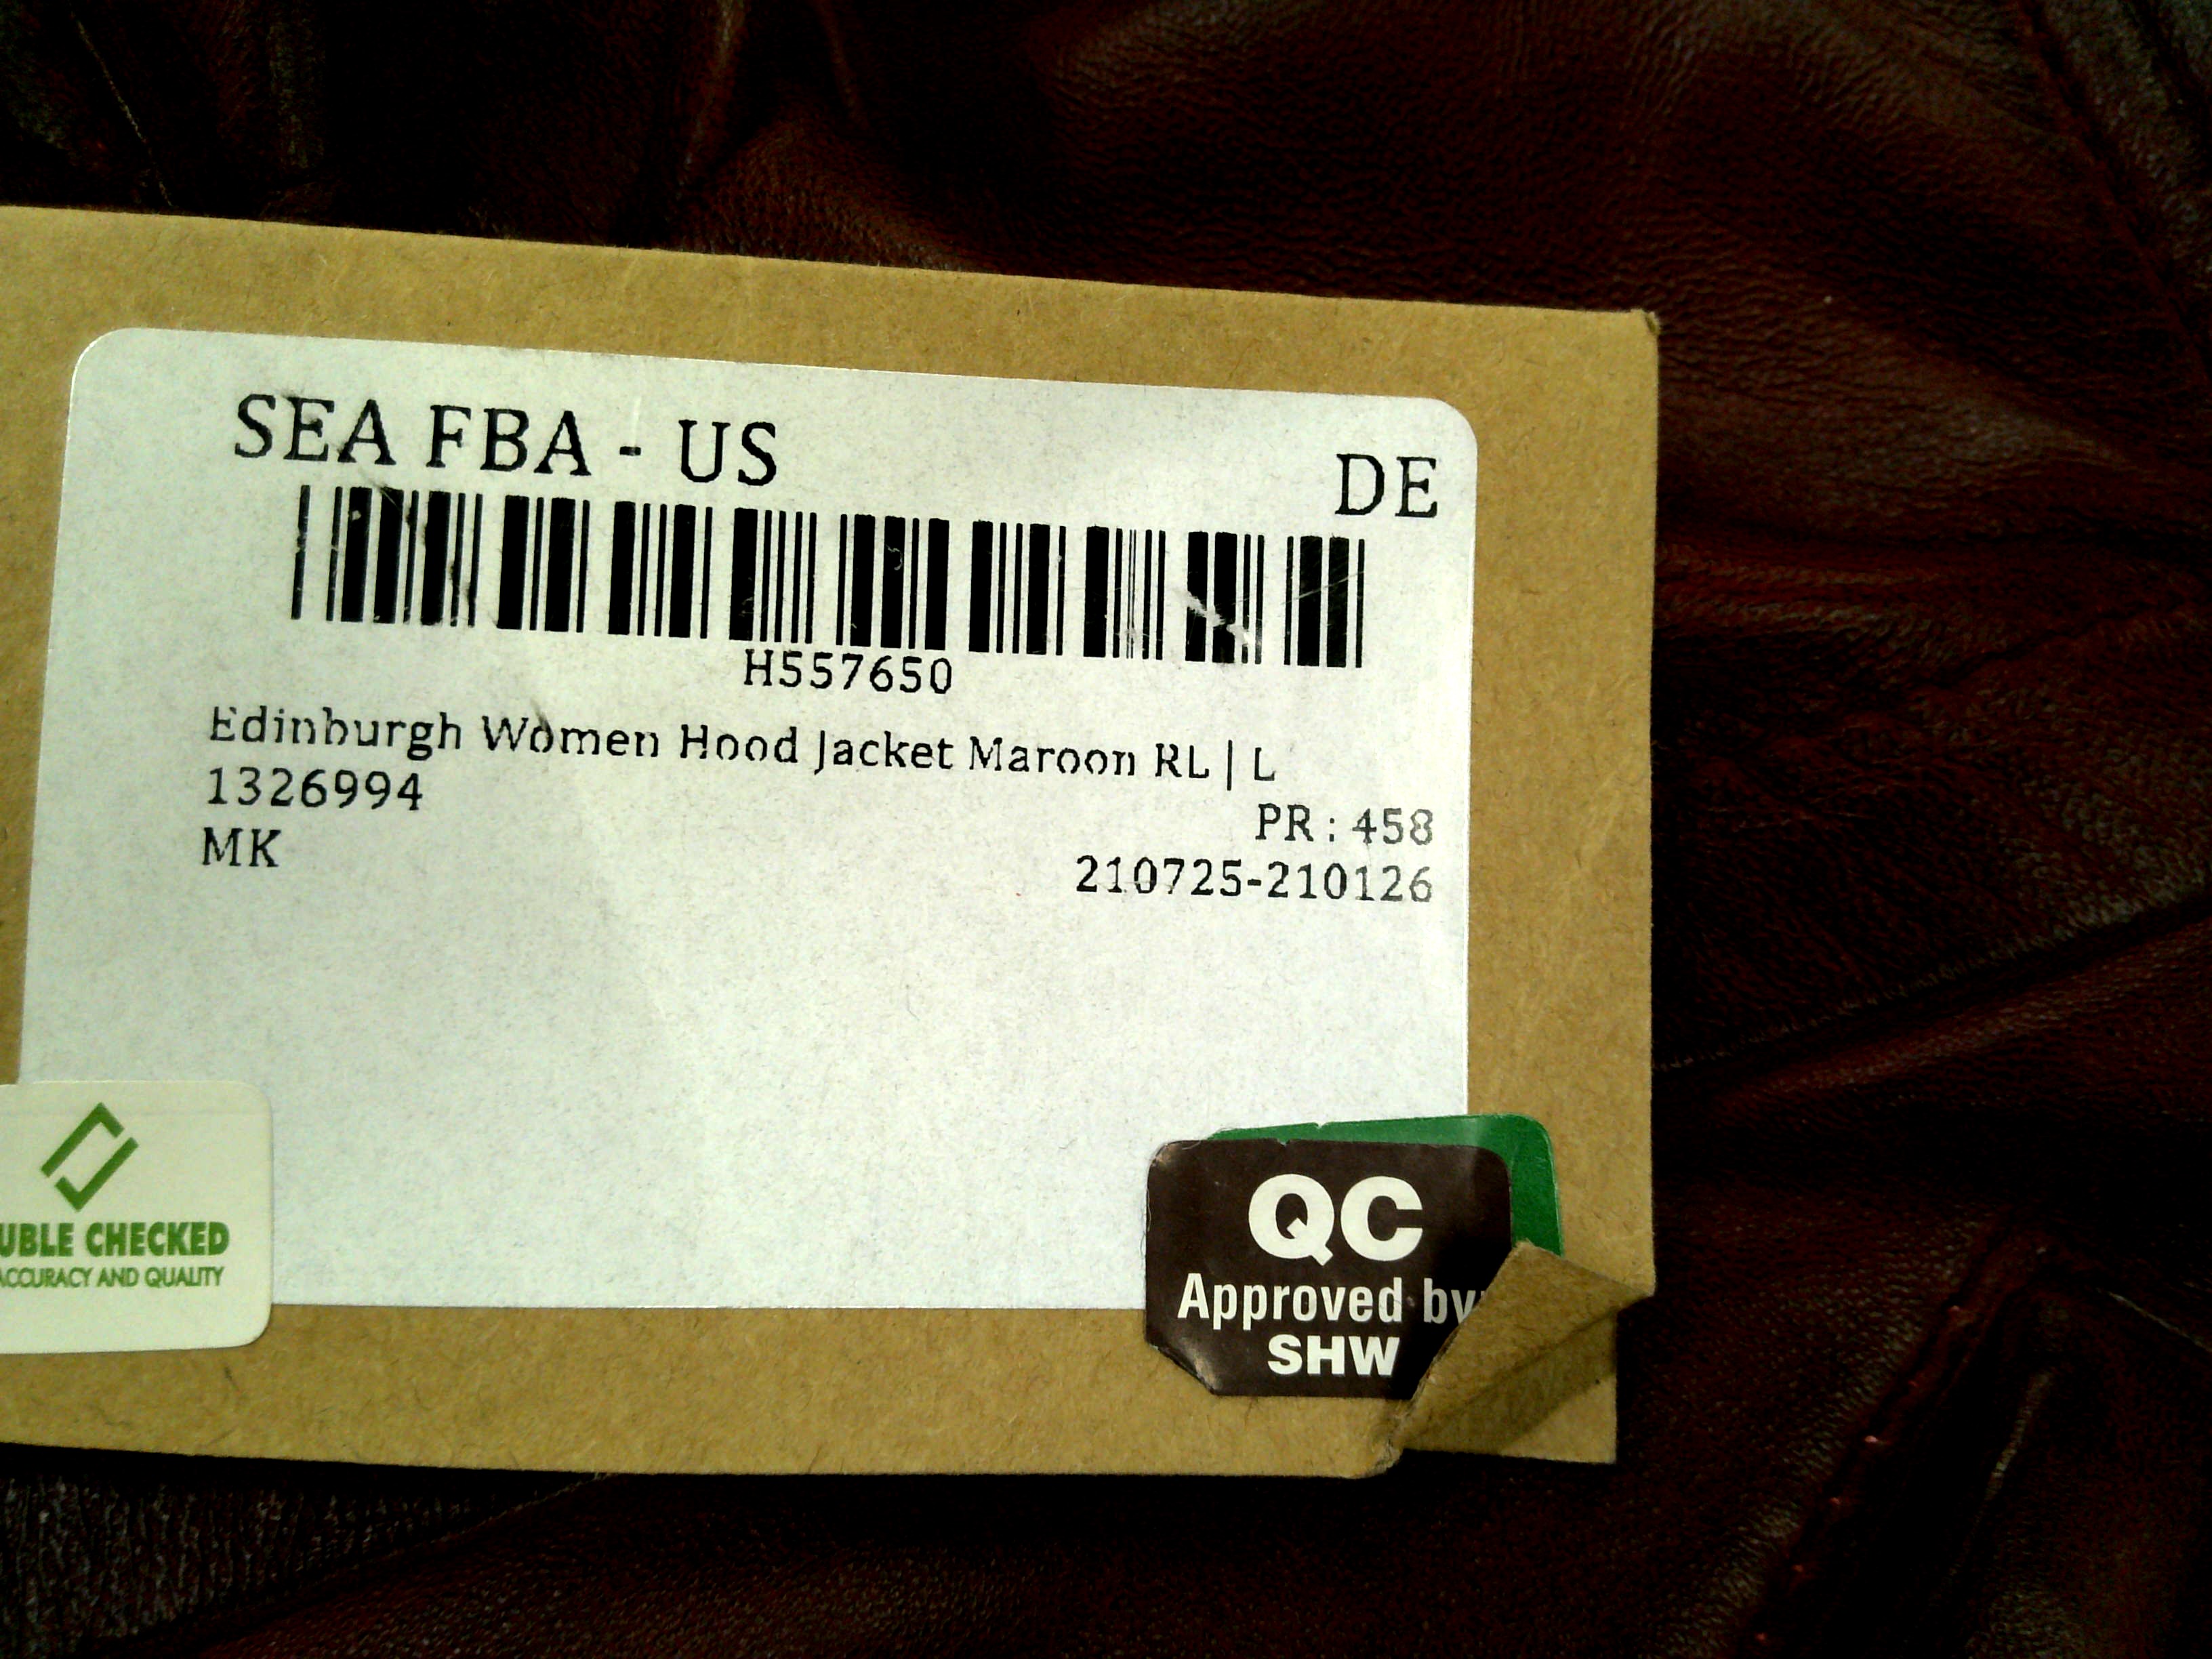 SEA FBA - US
DE
H557650
Edinburgh Women Hood Jacket Maroon RL | L
1326994
PR : 458
MK
210725-210126
UBLE CHECKED
ACCURACY AND QUALITY
QC
Approved by
SHW